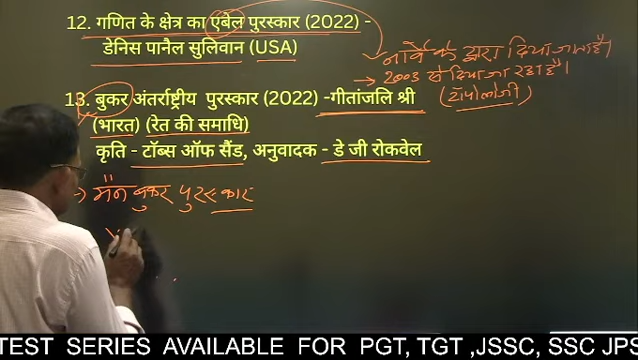 12. गणित के क्षेत्र का एबेल पुरस्कार (2022) -
डेनिस पानैल सुलिवान (USA)
नार्वे के द्वारा दिया जाता है।
→ 2003 से दिया जा रहा है।
(टॉपोलोजी)
13. बुकर अंतर्राष्ट्रीय पुरस्कार (2022) -गीतांजलि श्री
(भारत) (रेत की समाधि)
कृति - टॉब्स ऑफ सैंड, अनुवादक - डे जी रोकवेल
→ मैन बुकर पुरस्कार
TEST SERIES AVAILABLE FOR PGT, TGT ,JSSC, SSC JPS